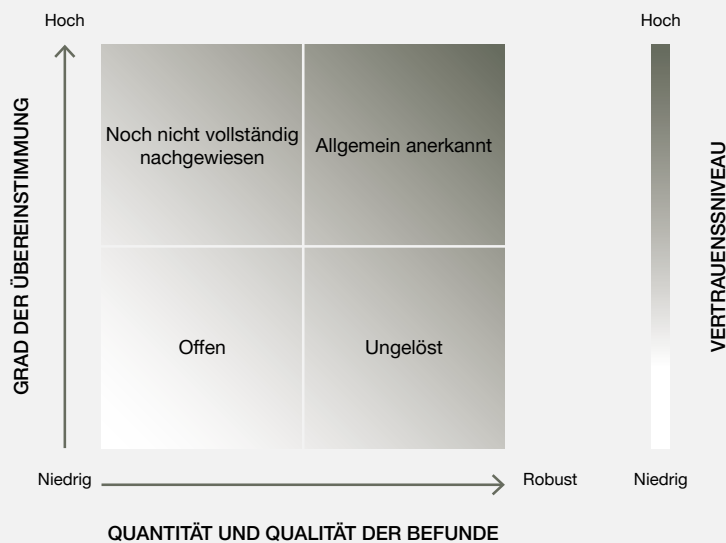 Hoch
Hoch
GRAD DER ÜBEREINSTIMMUNG
Noch nicht vollständig
nachgewiesen
Allgemein anerkannt
VERTRAUENSSNIVEAU
Offen
Ungelöst
Niedrig
Robust
Niedrig
QUANTITÄT UND QUALITÄT DER BEFUNDE